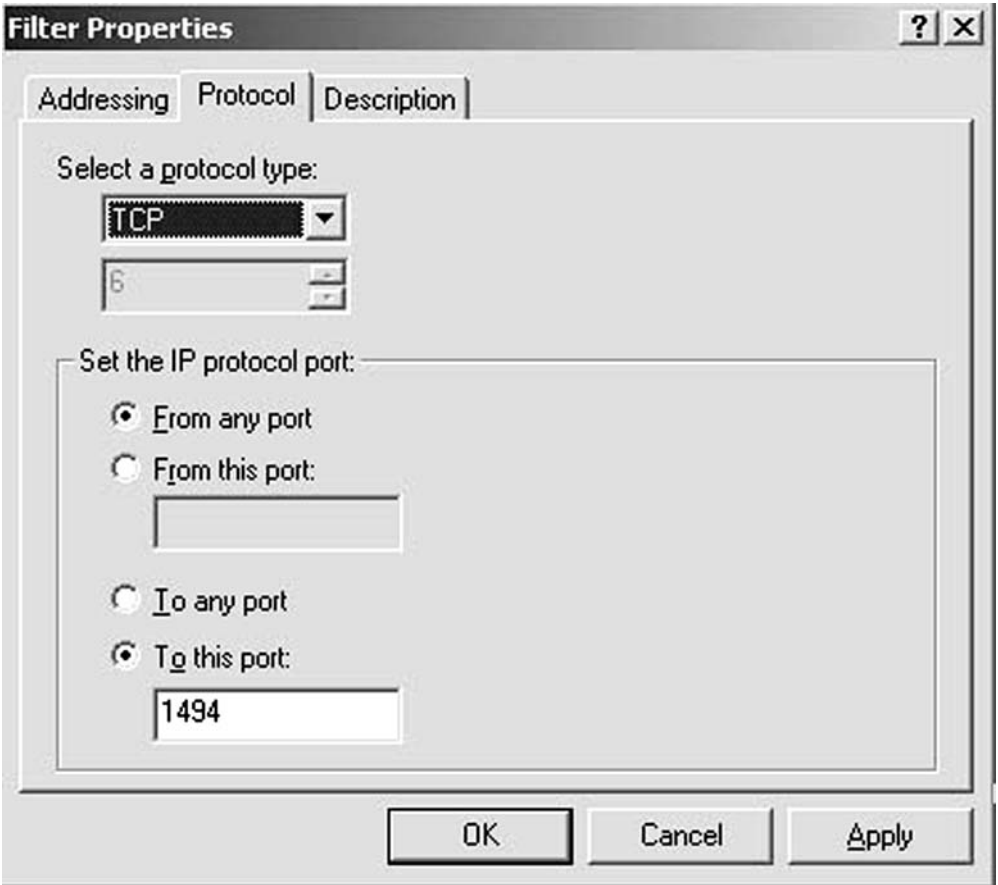 Filter Properties
Addressing Protocol Description
Select a protocol type:
TCP
6
Set the IP protocol port:
From any port
From this port:
To any port
To this port:
1494
OK Cancel Apply